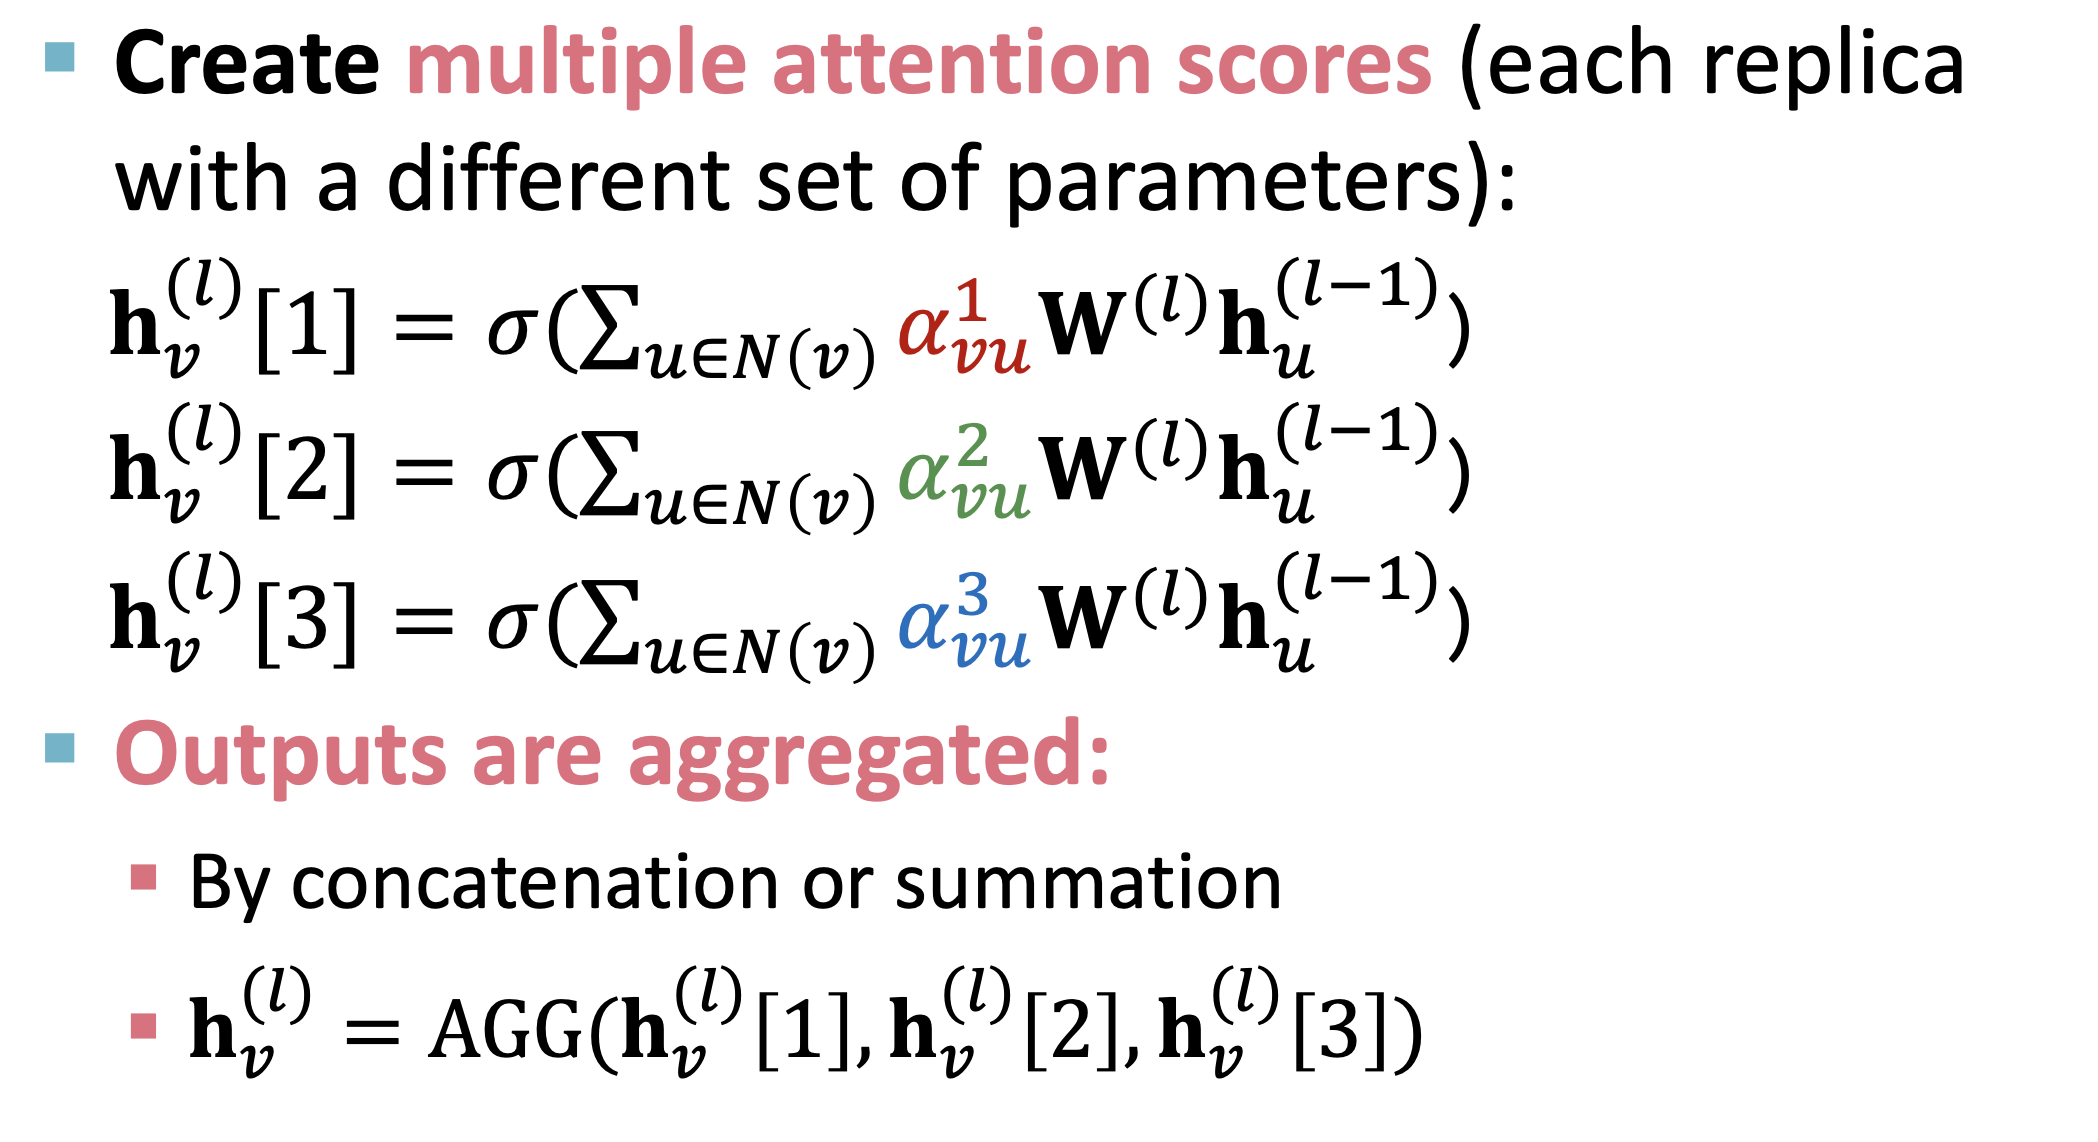 ▪ Create multiple attention scores (each replica
with a different set of parameters):
$\mathbf{h}_v^{(l)}[1] = \sigma(\sum_{u \in N(v)} \alpha_{vu}^1 \mathbf{W}^{(l)} \mathbf{h}_u^{(l-1)})$
$\mathbf{h}_v^{(l)}[2] = \sigma(\sum_{u \in N(v)} \alpha_{vu}^2 \mathbf{W}^{(l)} \mathbf{h}_u^{(l-1)})$
$\mathbf{h}_v^{(l)}[3] = \sigma(\sum_{u \in N(v)} \alpha_{vu}^3 \mathbf{W}^{(l)} \mathbf{h}_u^{(l-1)})$
▪ Outputs are aggregated:
▪ By concatenation or summation
▪ $\mathbf{h}_v^{(l)} = \text{AGG}(\mathbf{h}_v^{(l)}[1], \mathbf{h}_v^{(l)}[2], \mathbf{h}_v^{(l)}[3])$